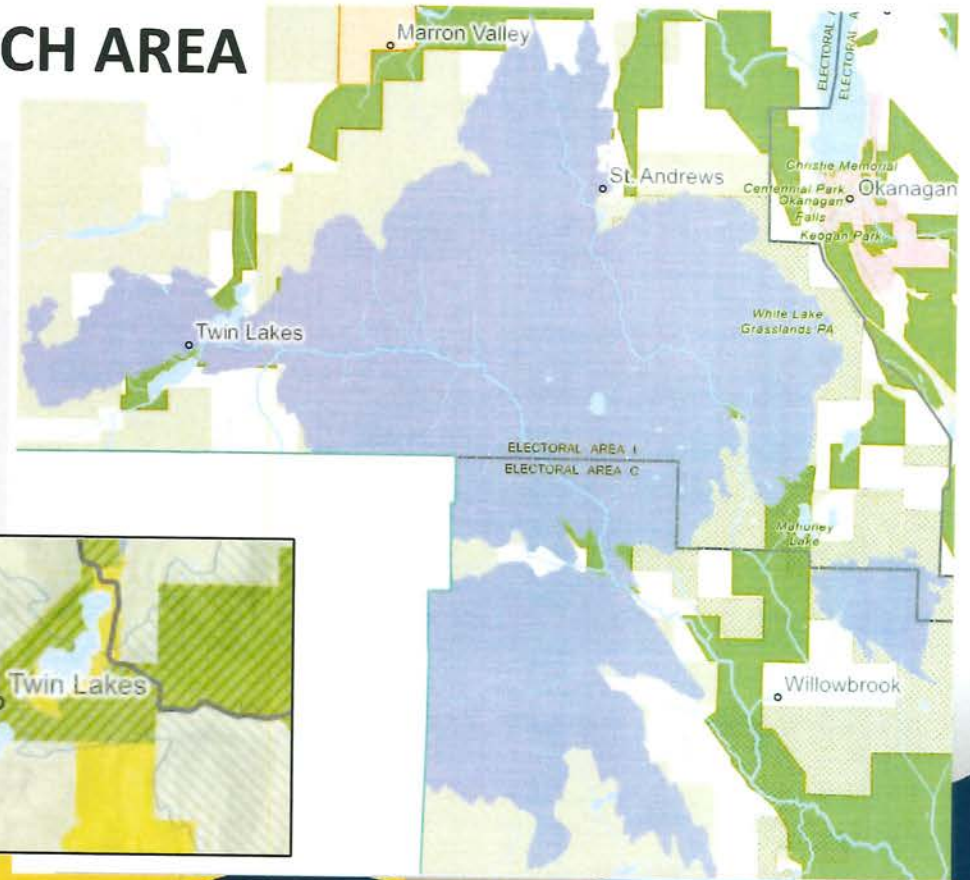 CH AREA
Marron Valley
ELECTORAL
ELECTORAL A
St. Andrews
Christie Memorial
Centennial Park
Okanagan
Okanagan
Falls
Keogan Park
White Lake
Grasslands PA
Twin Lakes
ELECTORAL AREA I
ELECTORAL AREA C
Mahoney
Lake
Twin Lakes
Willowbrook